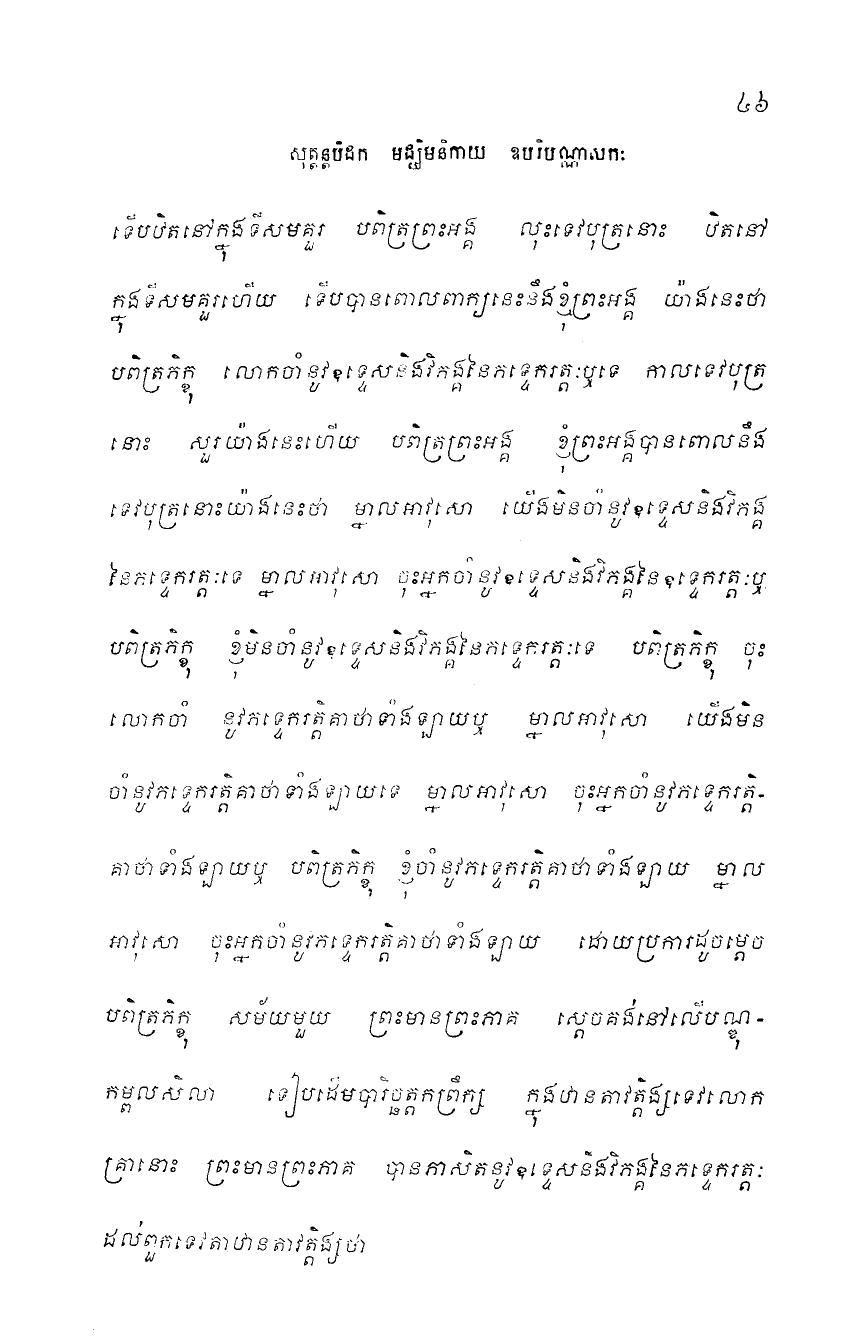 ៤៦
សុត្តន្តបិដក មជ្ឈិមនិកាយ ឧបរិបណ្ណាសកៈ
ទើបឋិតនៅក្នុងទីសមគួរ បពិត្រព្រះអង្គ លុះទេវបុត្រនោះ ឋិតនៅ
ក្នុងទីសមគួរហើយ ទើបបានពោលពាក្យនេះនឹងខ្ញុំព្រះអង្គ យ៉ាងនេះថា
បពិត្រភិក្ខុ លោកចាំនូវឧទ្ទេសនិងវិភង្គនៃភទ្ទេករត្តៈឬទេ កាលទេវបុត្រ
នោះ សួរយ៉ាងនេះហើយ បពិត្រព្រះអង្គ ខ្ញុំព្រះអង្គបានពោលនឹង
ទេវបុត្រនោះយ៉ាងនេះថា ម្នាលអាវុសោ យើងមិនចាំនូវឧទ្ទេសនិងវិភង្គ
នៃភទ្ទេករត្តៈទេ ម្នាលអាវុសោ ចុះអ្នកចាំនូវឧទ្ទេសនិងវិភង្គនៃឧទ្ទេករត្តៈឬ
បពិត្រភិក្ខុ ខ្ញុំមិនចាំនូវឧទ្ទេសនិងវិភង្គនៃភទ្ទេករត្តៈទេ បពិត្រភិក្ខុ ចុះ
លោកចាំ នូវភទ្ទេករត្តិគាថាទាំងឡាយឬ ម្នាលអាវុសោ យើងមិន
ចាំនូវភទ្ទេករត្តិគាថាទាំងឡាយទេ ម្នាលអាវុសោ ចុះអ្នកចាំនូវភទ្ទេករត្តិ-
គាថាទាំងឡាយឬ បពិត្រភិក្ខុ ខ្ញុំចាំនូវភទ្ទេករត្តិគាថាទាំងឡាយ ម្នាល
អាវុសោ ចុះអ្នកចាំនូវភទ្ទេករត្តិគាថាទាំងឡាយ ដោយប្រការដូចម្តេច
បពិត្រភិក្ខុ សម័យមួយ ព្រះមានព្រះភាគ ស្តេចគង់នៅលើបណ្ឌុ-
កម្ពលសិលា ទៀបដើមបារិច្ឆត្តកព្រឹក្ស ក្នុងឋានតាវត្តិង្សទេវលោក
គ្រានោះ ព្រះមានព្រះភាគ បានភាសិតនូវឧទ្ទេសនិងវិភង្គនៃភទ្ទេករត្តៈ
ដល់ពួកទេវតាឋានតាវត្តិង្សថា